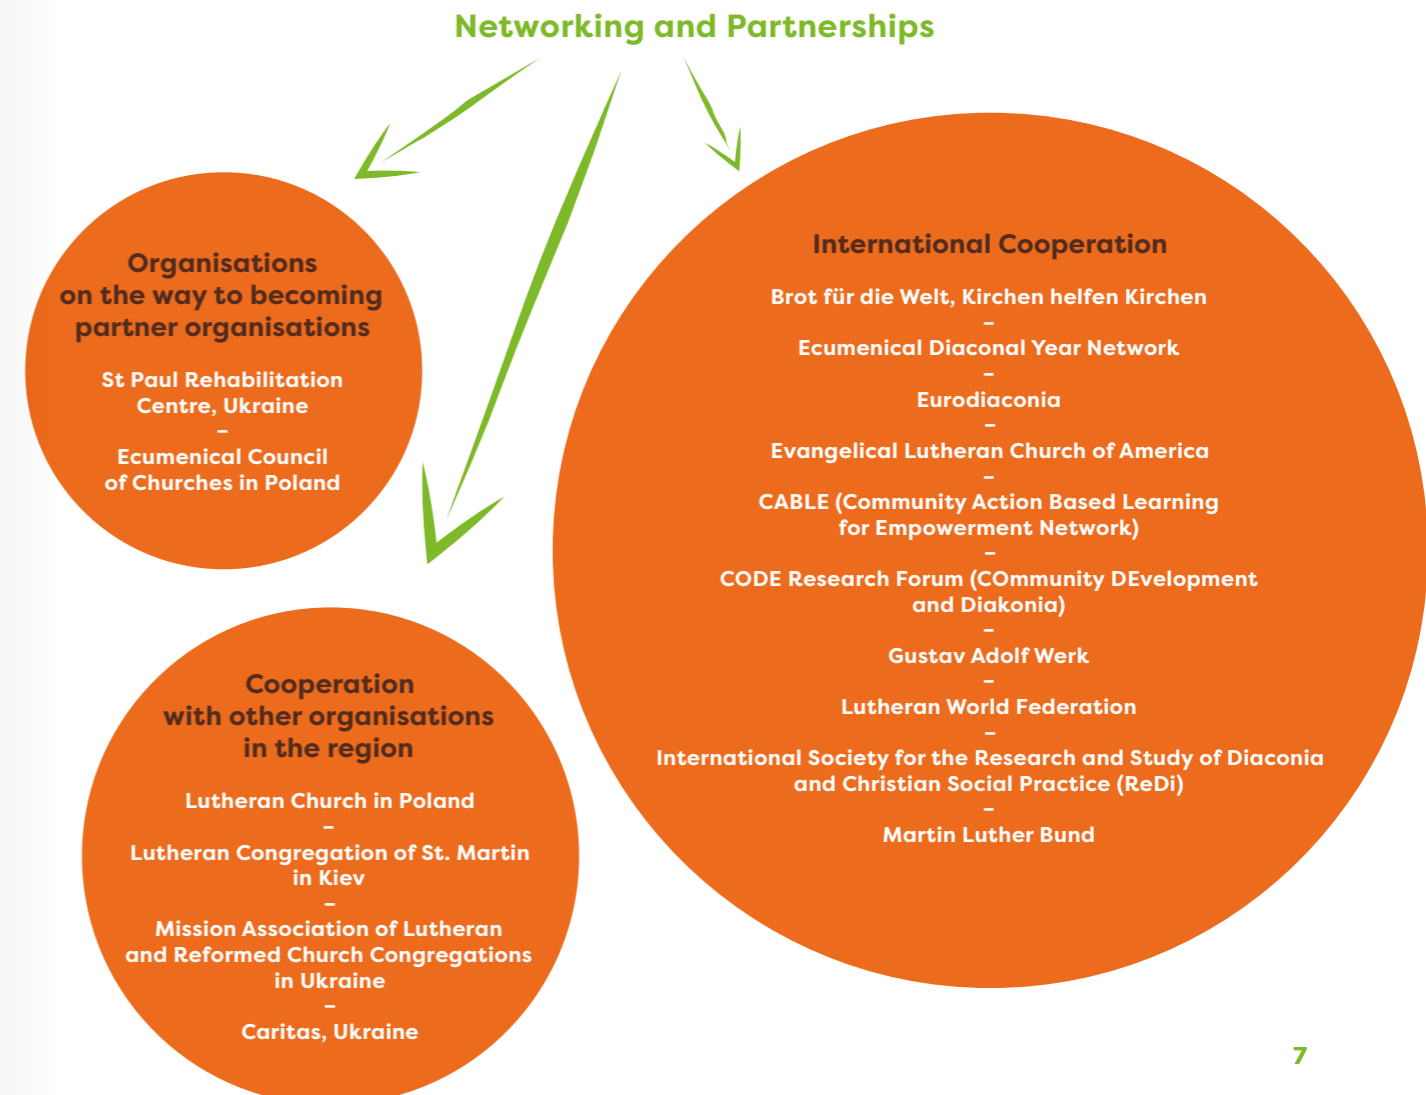 Networking and Partnerships
Organisations
on the way to becoming
partner organisations
St Paul Rehabilitation
Centre, Ukraine
–
Ecumenical Council
of Churches in Poland
Cooperation
with other organisations
in the region
Lutheran Church in Poland
–
Lutheran Congregation of St. Martin
in Kiev
–
Mission Association of Lutheran
and Reformed Church Congregations
in Ukraine
–
Caritas, Ukraine
International Cooperation
Brot für die Welt, Kirchen helfen Kirchen
–
Ecumenical Diaconal Year Network
–
Eurodiaconia
–
Evangelical Lutheran Church of America
–
CABLE (Community Action Based Learning
for Empowerment Network)
–
CODE Research Forum (COmmunity DEvelopment
and Diakonia)
–
Gustav Adolf Werk
–
Lutheran World Federation
–
International Society for the Research and Study of Diaconia
and Christian Social Practice (ReDi)
–
Martin Luther Bund
7